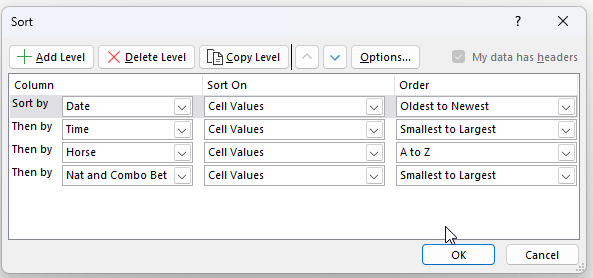 Sort ? ×
Add Level Delete Level Copy Level Options... My data has headers
Column Sort On Order
Sort by Date Cell Values Oldest to Newest
Then by Time Cell Values Smallest to Largest
Then by Horse Cell Values A to Z
Then by Nat and Combo Bet Cell Values Smallest to Largest
OK Cancel